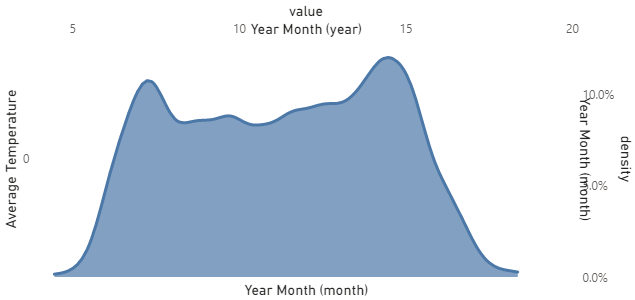 value
5 10 Year Month (year) 15 20
Average Temperature
0
10.0%
5.0%
0.0%
Year Month (month)
density
Year Month (month)